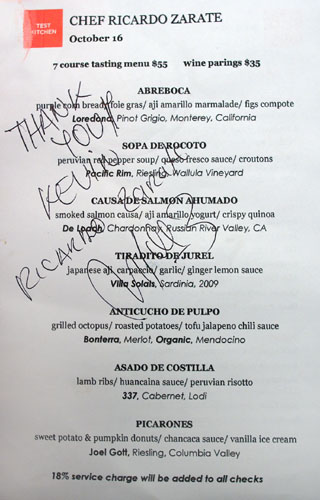 TEST
KITCHEN
CHEF RICARDO ZARATE
October 16
7 course tasting menu $55 wine parings $35
ABREBOCA
purple corn bread/foie gras/ aji amarillo marmalade/ figs compote
Loredona, Pinot Grigio, Monterey, California
SOPA DE ROCOTO
peruvian red pepper soup/ queso fresco sauce/ croutons
Pacific Rim, Riesling, Wallula Vineyard
CAUSA DE SALMON AHUMADO
smoked salmon causa/ aji amarillo yogurt/ crispy quinoa
De Loach, Chardonnay, Russian River Valley, CA
TIRADITO DE JUREL
japanese aji, carpaccio/ garlic/ ginger lemon sauce
Villa Solais, Sardinia, 2009
ANTICUCHO DE PULPO
grilled octopus/ roasted potatoes/ tofu jalapeno chili sauce
Bonterra, Merlot, Organic, Mendocino
ASADO DE COSTILLA
lamb ribs/ huancaina sauce/ peruvian risotto
337, Cabernet, Lodi
PICARONES
sweet potato & pumpkin donuts/ chancaca sauce/ vanilla ice cream
Joel Gott, Riesling, Columbia Valley
18% service charge will be added to all checks
THANK
YOU
KEVIN
RICARDO ZARATE